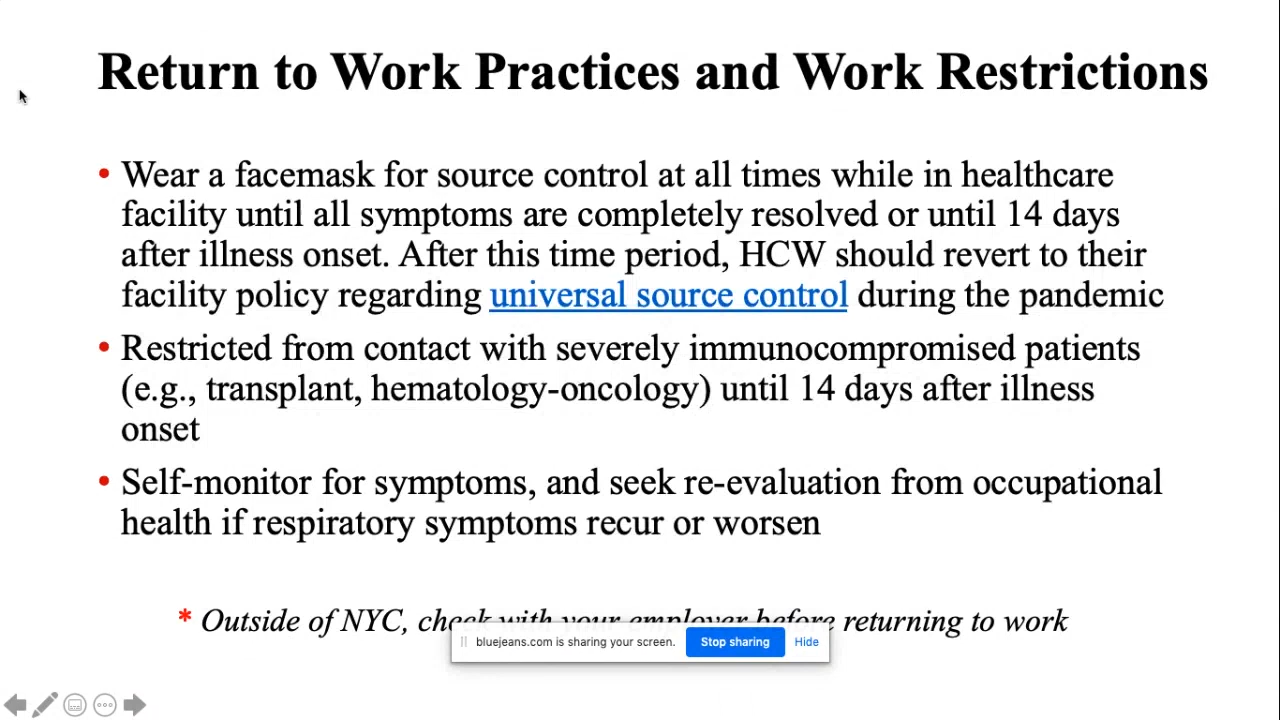 Return to Work Practices and Work Restrictions
• Wear a facemask for source control at all times while in healthcare
facility until all symptoms are completely resolved or until 14 days
after illness onset. After this time period, HCW should revert to their
facility policy regarding universal source control during the pandemic
• Restricted from contact with severely immunocompromised patients
(e.g., transplant, hematology-oncology) until 14 days after illness
onset
• Self-monitor for symptoms, and seek re-evaluation from occupational
health if respiratory symptoms recur or worsen
* Outside of NYC, check with your employer before returning to work
bluejeans.com is sharing your screen. Stop sharing Hide